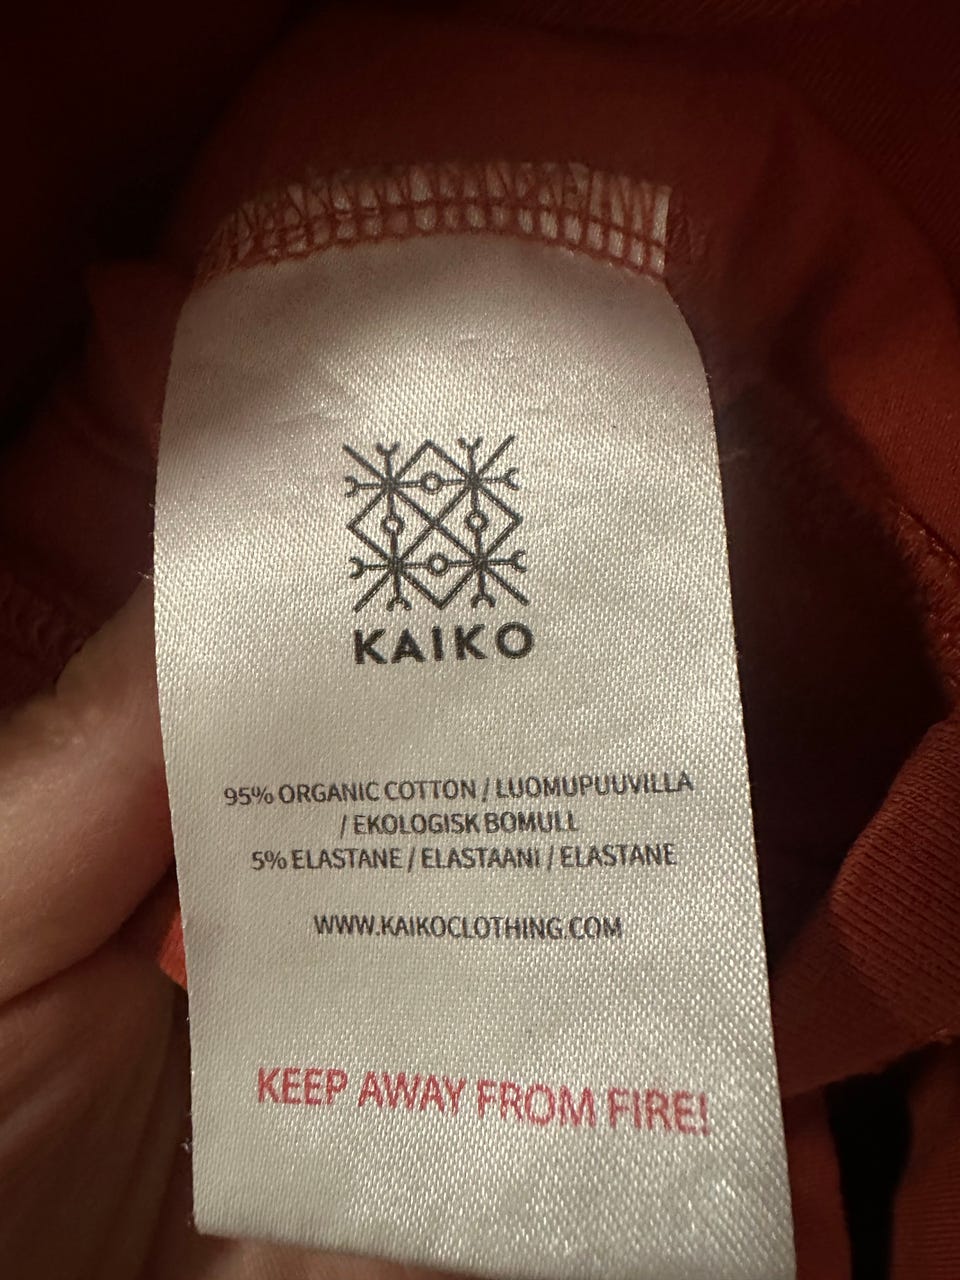 KAIKO
95% ORGANIC COTTON / LUOMUPUUVILLA
/ EKOLOGISK BOMULL
5% ELASTANE / ELASTAANI / ELASTANE
WWW.KAIKOCLOTHING.COM
KEEP AWAY FROM FIRE!